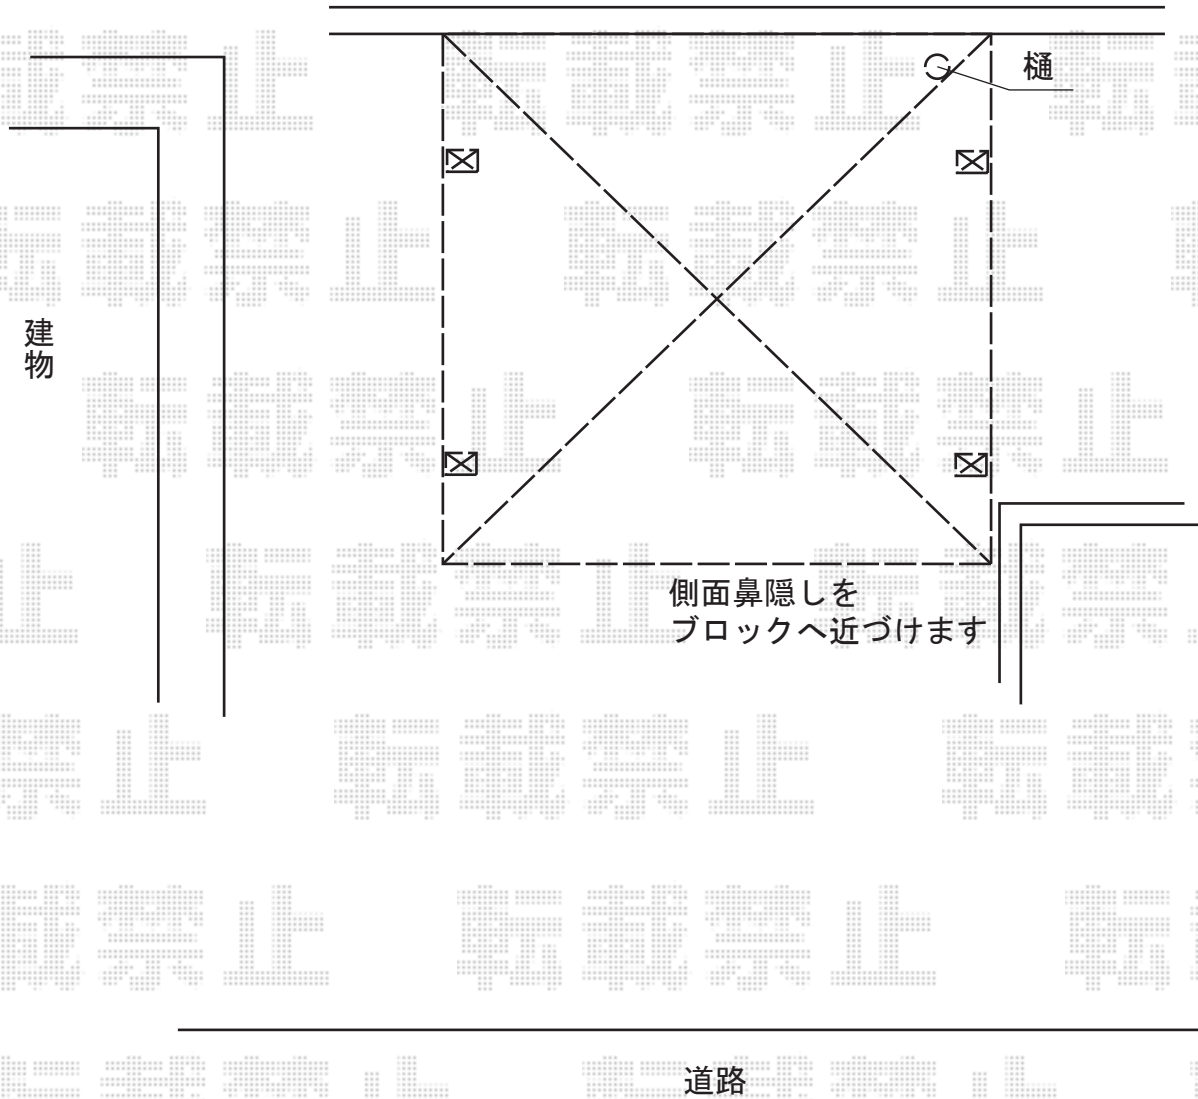 転載禁止
樋
建物
側面鼻隠しを
ブロックへ近づけます
道路